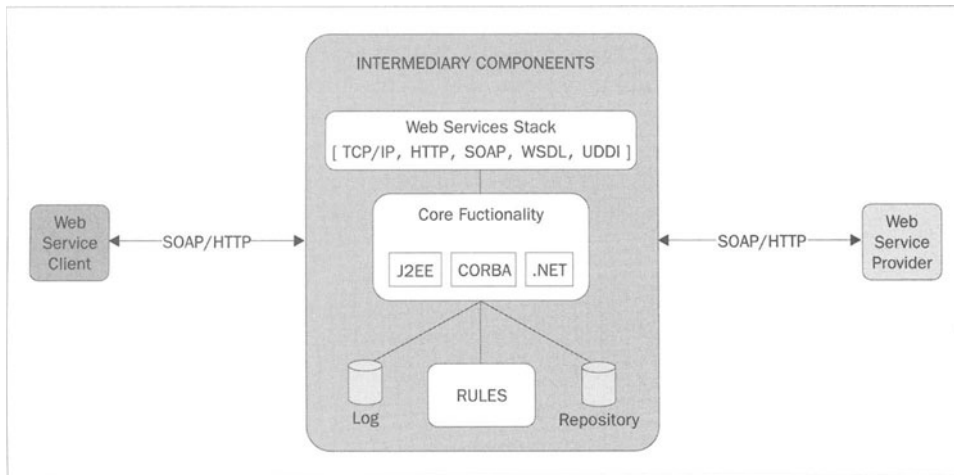 INTERMEDIARY COMPONEENTS
Web Services Stack
[ TCP/IP, HTTP, SOAP, WSDL, UDDI ]
Core Fuctionality
J2EE
CORBA
.NET
Web
Service
Client
SOAP/HTTP
SOAP/HTTP
Web
Service
Provider
Log
RULES
Repository